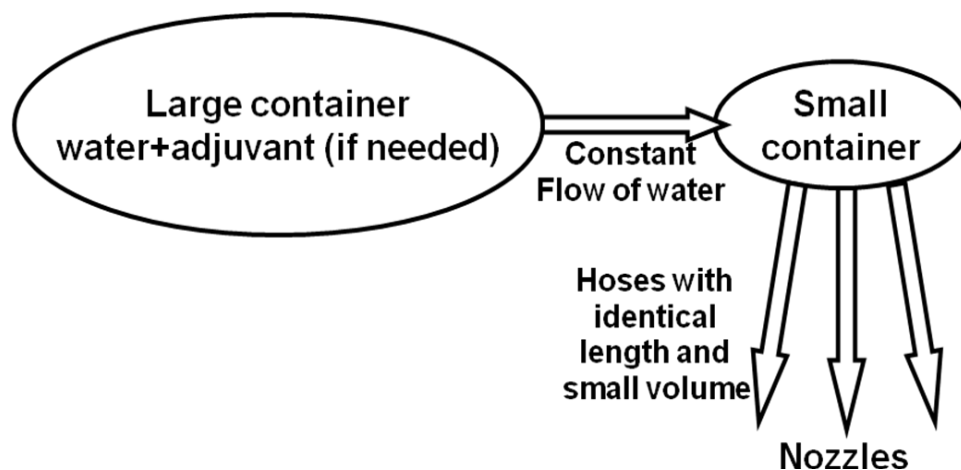 Large container
water+adjuvant (if needed)
Small
container
Constant
Flow of water
Hoses with
identical
length and
small volume
Nozzles